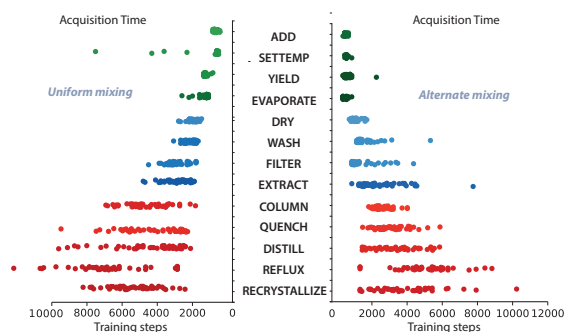 Acquisition Time
Acquisition Time
ADD
SETTEMP
YIELD
Uniform mixing
Alternate mixing
EVAPORATE
DRY
WASH
FILTER
EXTRACT
COLUMN
QUENCH
DISTILL
REFLUX
RECRYSTALLIZE
10000 8000 6000 4000 2000 0
0 2000 4000 6000 8000 10000 12000
Training steps
Training steps